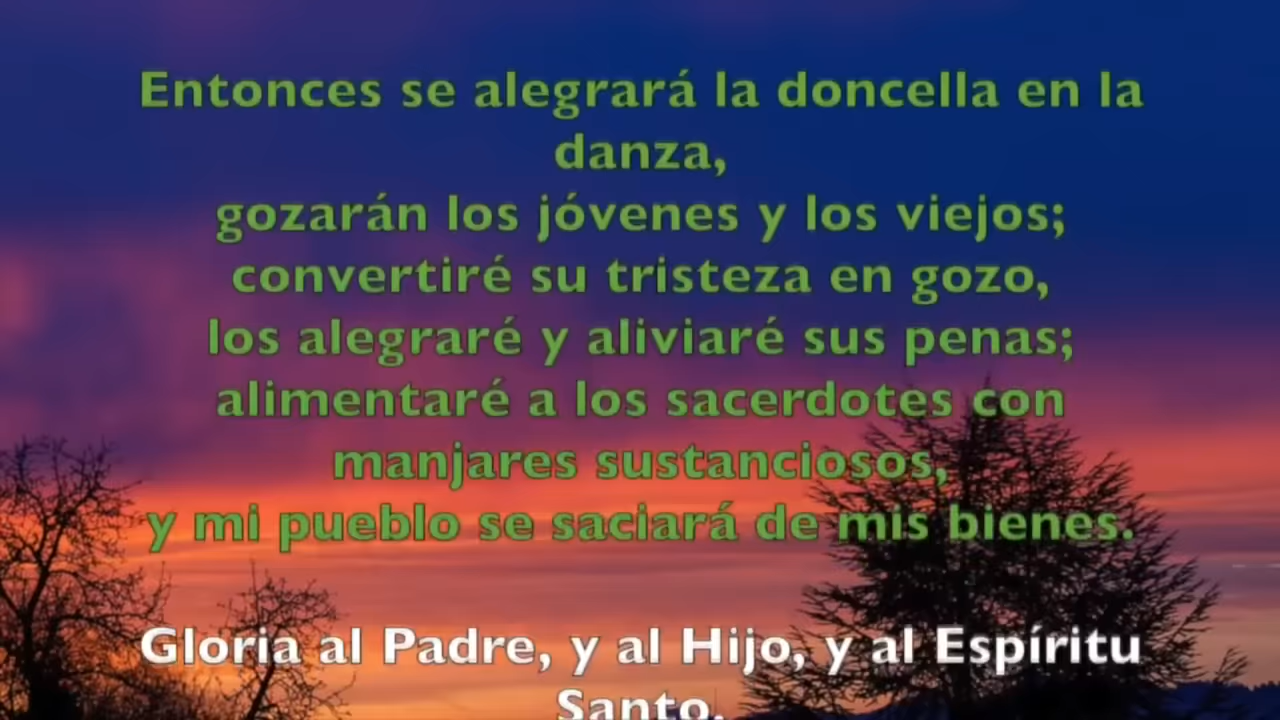 Entonces se alegrará la doncella en la
danza,
gozarán los jóvenes y los viejos;
convertiré su tristeza en gozo,
los alegraré y aliviaré sus penas;
alimentaré a los sacerdotes con
manjares sustanciosos,
y mi pueblo se saciará de mis bienes.
Gloria al Padre, y al Hijo, y al Espíritu
Santo.